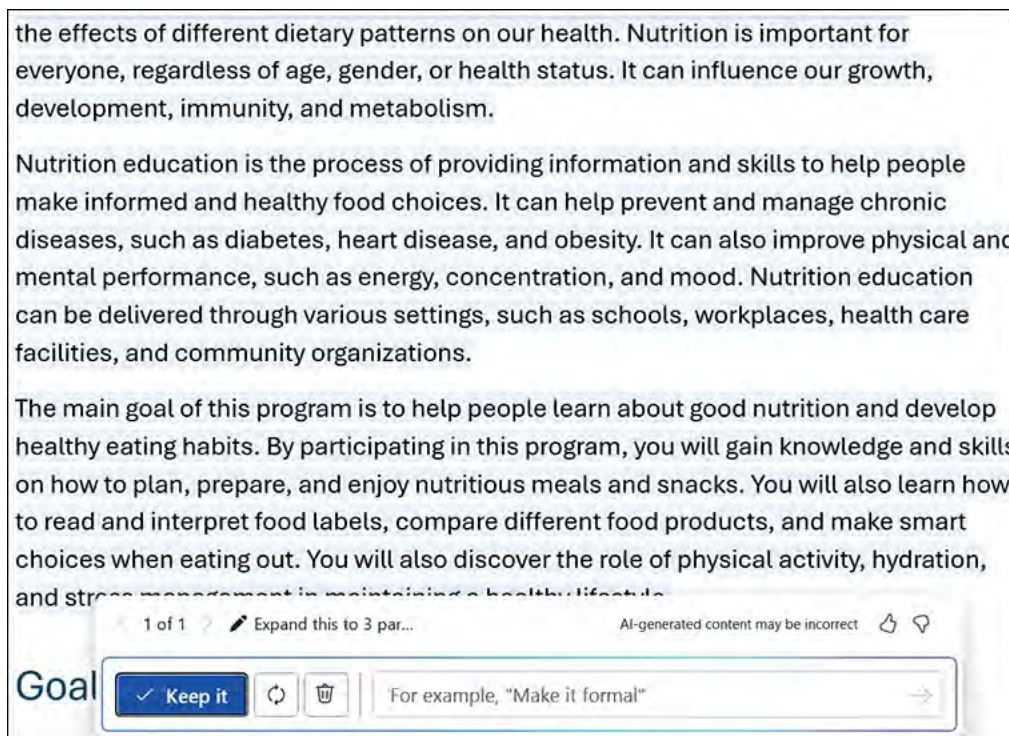 the effects of different dietary patterns on our health. Nutrition is important for
everyone, regardless of age, gender, or health status. It can influence our growth,
development, immunity, and metabolism.
Nutrition education is the process of providing information and skills to help people
make informed and healthy food choices. It can help prevent and manage chronic
diseases, such as diabetes, heart disease, and obesity. It can also improve physical and
mental performance, such as energy, concentration, and mood. Nutrition education
can be delivered through various settings, such as schools, workplaces, health care
facilities, and community organizations.
The main goal of this program is to help people learn about good nutrition and develop
healthy eating habits. By participating in this program, you will gain knowledge and skills
on how to plan, prepare, and enjoy nutritious meals and snacks. You will also learn how
to read and interpret food labels, compare different food products, and make smart
choices when eating out. You will also discover the role of physical activity, hydration,
and stress management in maintaining a healthy lifestyle.
1 of 1 Expand this to 3 par... AI-generated content may be incorrect
Goal
Keep it For example, "Make it formal"